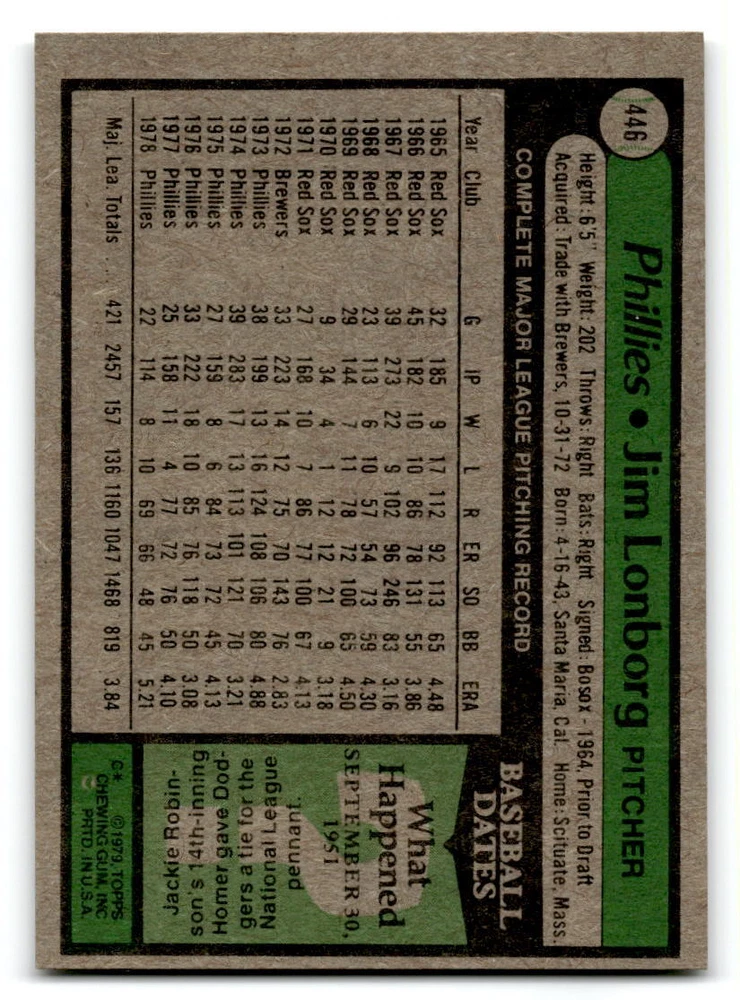 446
Phillies • Jim Lonborg PITCHER
Height: 6'5" Weight: 202 Throws: Right Bats: Right Signed: Bosox - 1964, Prior to Draft
Acquired: Trade with Brewers, 10-31-72 Born: 4-16-43, Santa Maria, Cal. Home: Scituate, Mass.
COMPLETE MAJOR LEAGUE PITCHING RECORD
Year Club G IP W L R ER SO BB ERA
1965 Red Sox 32 185 9 17 112 92 113 65 4.48
1966 Red Sox 45 182 10 10 86 78 131 55 3.86
1967 Red Sox 39 273 22 9 102 96 246 83 3.16
1968 Red Sox 23 113 6 10 57 54 73 59 4.30
1969 Red Sox 29 144 7 11 78 72 100 65 4.50
1970 Red Sox 9 34 4 1 12 12 21 9 3.18
1971 Red Sox 27 168 10 7 86 77 100 67 4.13
1972 Brewers 33 223 14 12 75 70 143 76 2.83
1973 Phillies 38 199 13 16 124 108 106 80 4.88
1974 Phillies 39 283 17 13 113 101 121 70 3.21
1975 Phillies 27 159 8 6 84 73 72 45 4.13
1976 Phillies 33 222 18 10 85 76 118 50 3.08
1977 Phillies 25 158 11 4 77 72 76 50 4.10
1978 Phillies 22 114 8 10 69 66 48 45 5.21
Maj. Lea. Totals 421 2457 157 136 1160 1047 1468 819 3.84
BASEBALL
DATES
What
Happened
SEPTEMBER 30,
1951
Jackie Robin-
son's 14th-inning
Homer gave Dod-
gers a tie for the
National League
pennant.
C* ©1979, TOPPS
CHEWING GUM, INC
PRTD. IN U.S.A.